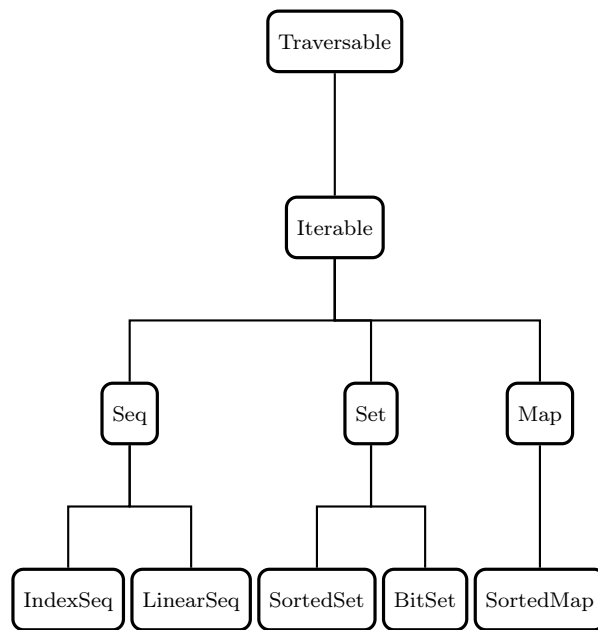 Traversable
Iterable
Seq
Set
Map
IndexSeq
LinearSeq
SortedSet
BitSet
SortedMap